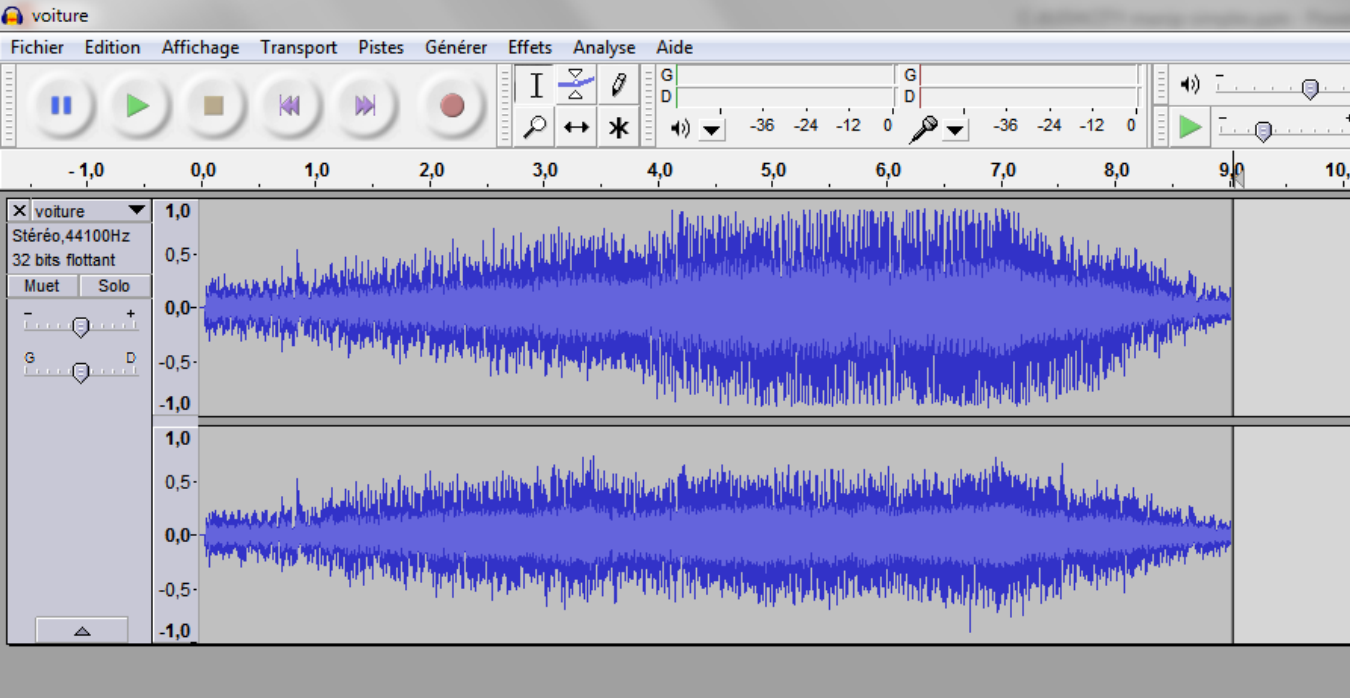 voiture
Fichier Edition Affichage Transport Pistes Générer Effets Analyse Aide
G G
D D
-36 -24 -12 0 -36 -24 -12 0
- 1,0 0,0 1,0 2,0 3,0 4,0 5,0 6,0 7,0 8,0 9,0 10,
X voiture 1,0
Stéréo,44100Hz
32 bits flottant 0,5-
Muet Solo
- + 0,0-
G D -0,5-
-1,0
1,0
0,5-
0,0-
-0,5-
-1,0